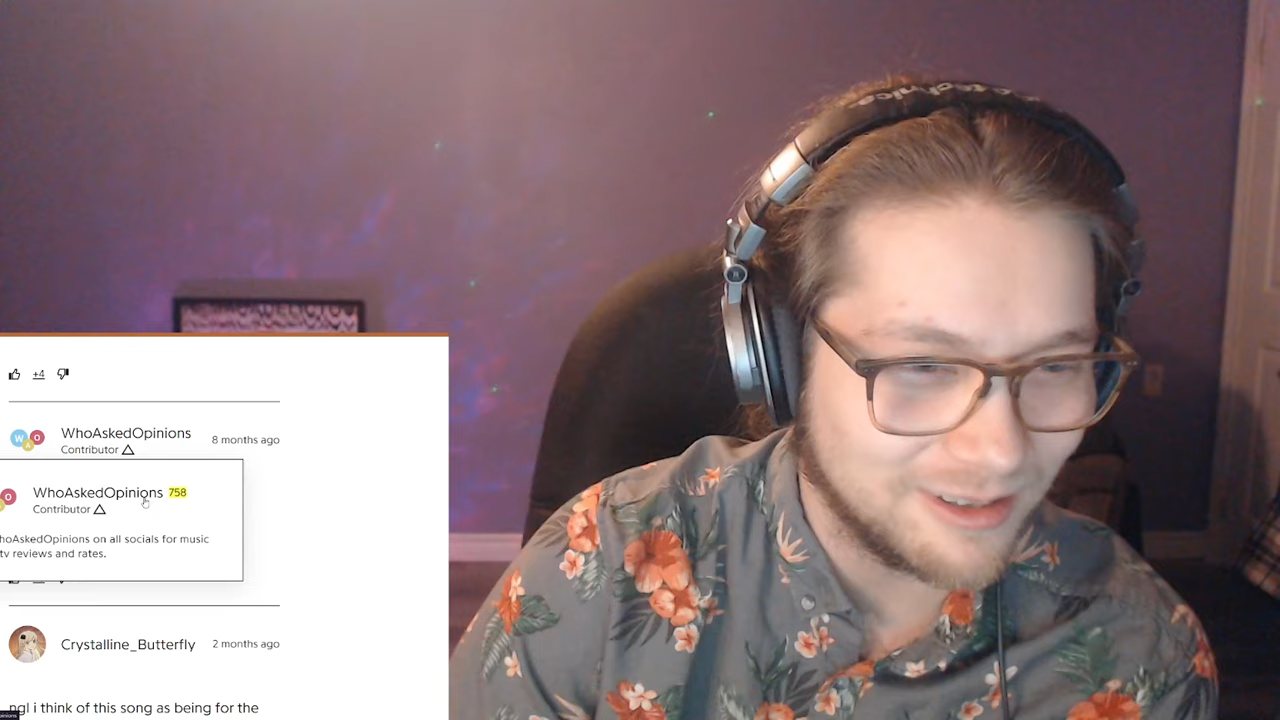 +4
WhoAskedOpinions
8 months ago
Contributor
WhoAskedOpinions 758
Contributor
hoAskedOpinions on all socials for music
tv reviews and rates.
Crystalline_Butterfly
2 months ago
ngl i think of this song as being for the